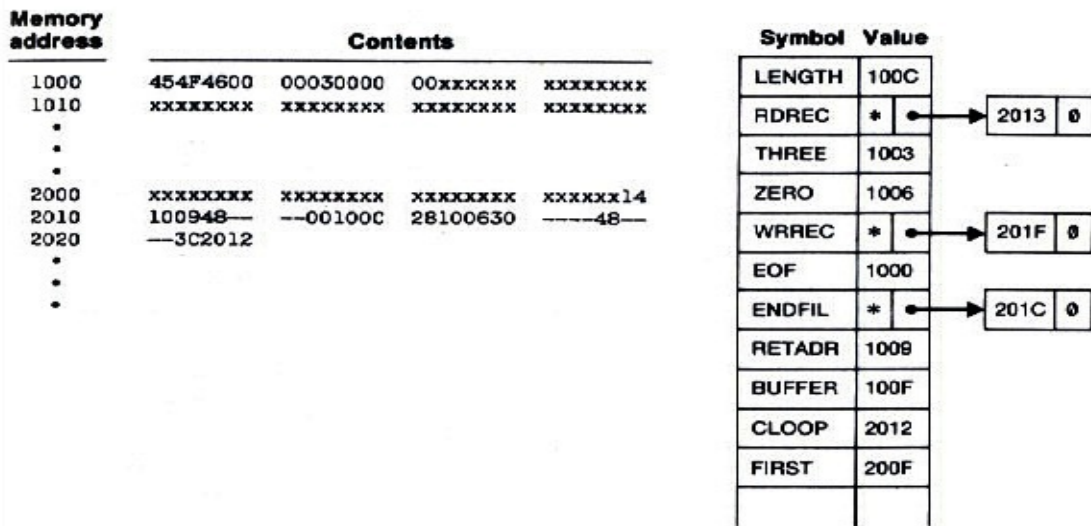 Memory
address Contents
1000 454F4600 00030000 00xxxxxx xxxxxxxx
1010 xxxxxxxx xxxxxxxx xxxxxxxx xxxxxxxx
•
•
•
2000 xxxxxxxx xxxxxxxx xxxxxxxx xxxxxx14
2010 100948-- --00100C 28100630 ----48--
2020 --3C2012
•
•
•
Symbol Value
LENGTH 100C
RDREC * 2013 0
THREE 1003
ZERO 1006
WRREC * 201F 0
EOF 1000
ENDFIL * 201C 0
RETADR 1009
BUFFER 100F
CLOOP 2012
FIRST 200F